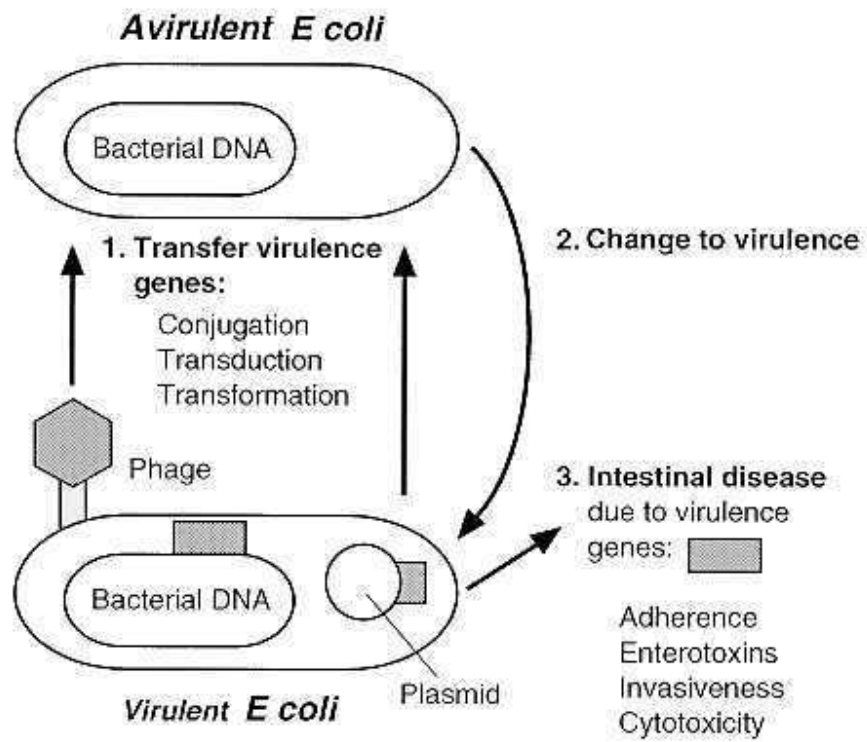 Avirulent E coli
Bacterial DNA
1. Transfer virulence
genes:
Conjugation
Transduction
Transformation
2. Change to virulence
Phage
3. Intestinal disease
due to virulence
genes:
Bacterial DNA
Plasmid
Adherence
Enterotoxins
Invasiveness
Cytotoxicity
Virulent E coli